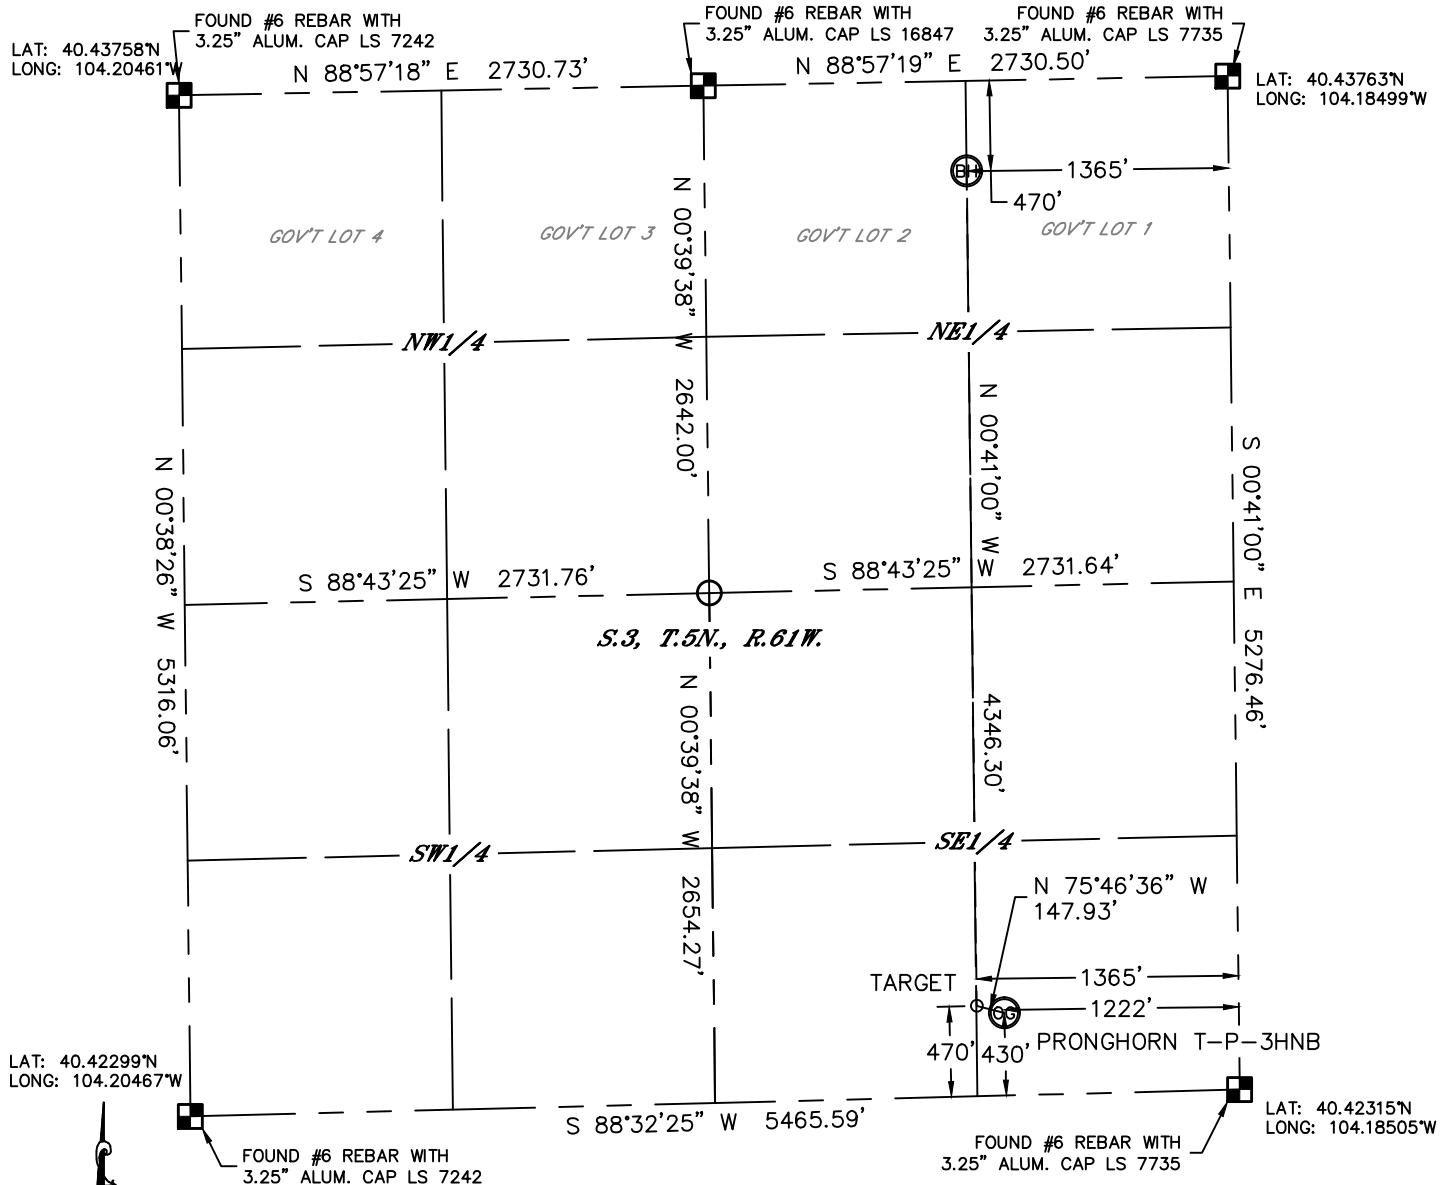 FOUND #6 REBAR WITH
3.25" ALUM. CAP LS 7242
FOUND #6 REBAR WITH
3.25" ALUM. CAP LS 16847
FOUND #6 REBAR WITH
3.25" ALUM. CAP LS 7735
LAT: 40.43758°N
LONG: 104.20461°W
N 88°57'18" E 2730.73'
N 88°57'19" E 2730.50'
LAT: 40.43763°N
LONG: 104.18499°W
BH
1365'
470'
GOV'T LOT 4
GOV'T LOT 3
GOV'T LOT 2
GOV'T LOT 1
N 00°39'38" W 2642.00'
NW1/4
NE1/4
N 00°41'00" W 4346.30'
N 00°38'26" W 5316.06'
S 00°41'00" E 5276.46'
S 88°43'25" W 2731.76'
S 88°43'25" W 2731.64'
S.3, T.5N., R.61W.
N 00°39'38" W 2654.27'
SW1/4
SE1/4
N 75°46'36" W
147.93'
TARGET
1365'
OG
1222'
470'
430'
PRONGHORN T-P-3HNB
LAT: 40.42299°N
LONG: 104.20467°W
S 88°32'25" W 5465.59'
LAT: 40.42315°N
LONG: 104.18505°W
FOUND #6 REBAR WITH
3.25" ALUM. CAP LS 7242
FOUND #6 REBAR WITH
3.25" ALUM. CAP LS 7735